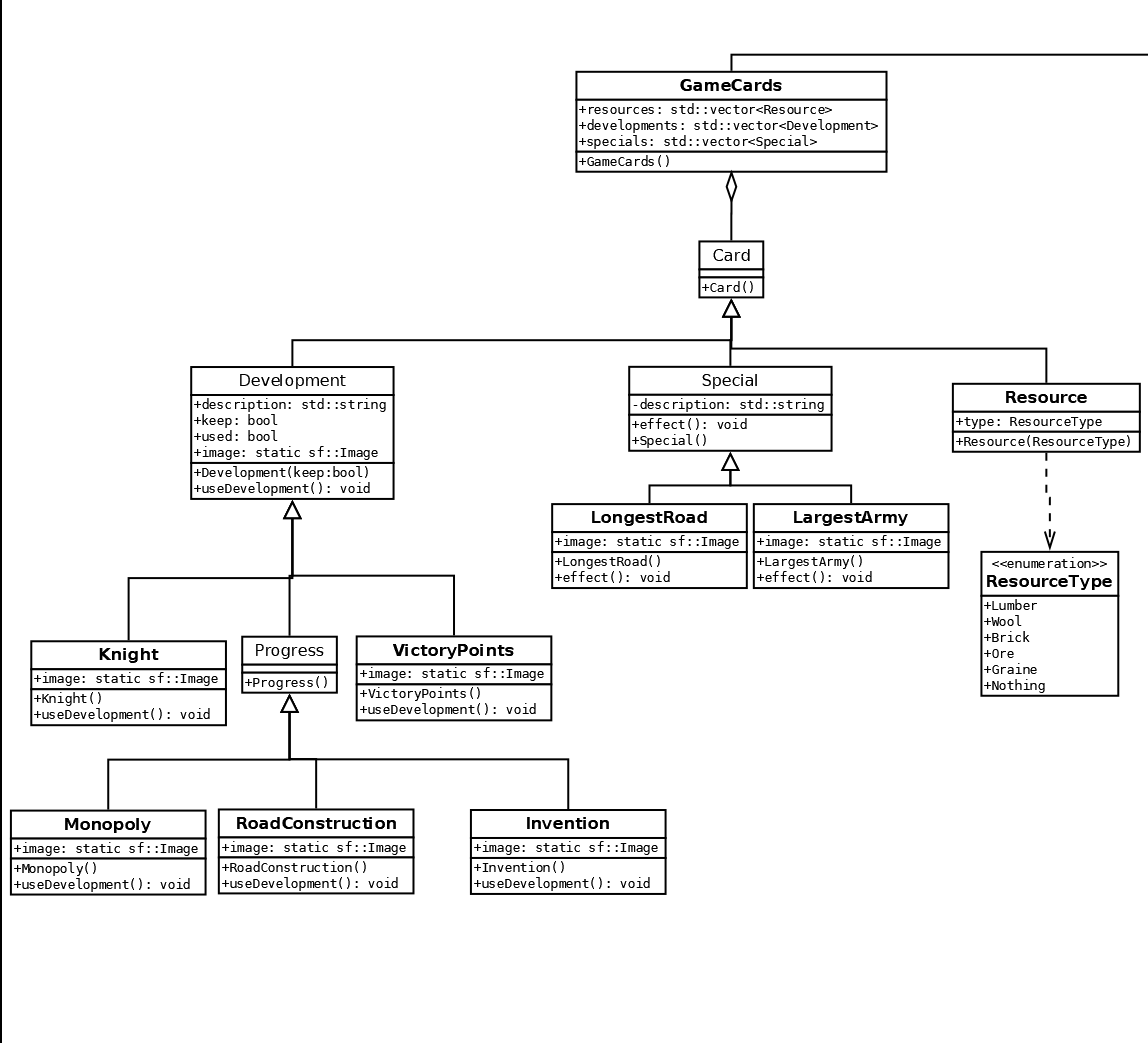 GameCards
+resources: std::vector<Resource>
+developments: std::vector<Development>
+specials: std::vector<Special>
+GameCards()
Card
+Card()
Development
+description: std::string
+keep: bool
+used: bool
+image: static sf::Image
+Development(keep:bool)
+useDevelopment(): void
Special
-description: std::string
+effect(): void
+Special()
Resource
+type: ResourceType
+Resource(ResourceType)
LongestRoad
+image: static sf::Image
+LongestRoad()
+effect(): void
LargestArmy
+image: static sf::Image
+LargestArmy()
+effect(): void
<<enumeration>>
ResourceType
+Lumber
+Wool
+Brick
+Ore
+Graine
+Nothing
Knight
+image: static sf::Image
+Knight()
+useDevelopment(): void
Progress
+Progress()
VictoryPoints
+image: static sf::Image
+VictoryPoints()
+useDevelopment(): void
Monopoly
+image: static sf::Image
+Monopoly()
+useDevelopment(): void
RoadConstruction
+image: static sf::Image
+RoadConstruction()
+useDevelopment(): void
Invention
+image: static sf::Image
+Invention()
+useDevelopment(): void